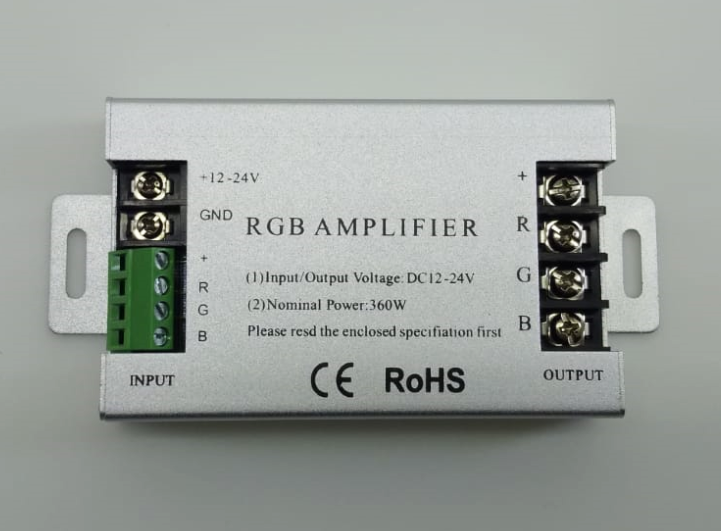 +12-24V
GND
+
R
G
B
INPUT
RGB AMPLIFIER
(1)Input/Output Voltage:DC12-24V
(2)Nominal Power:360W
Please resd the enclosed specifiation first
CE RoHS
+
R
G
B
OUTPUT